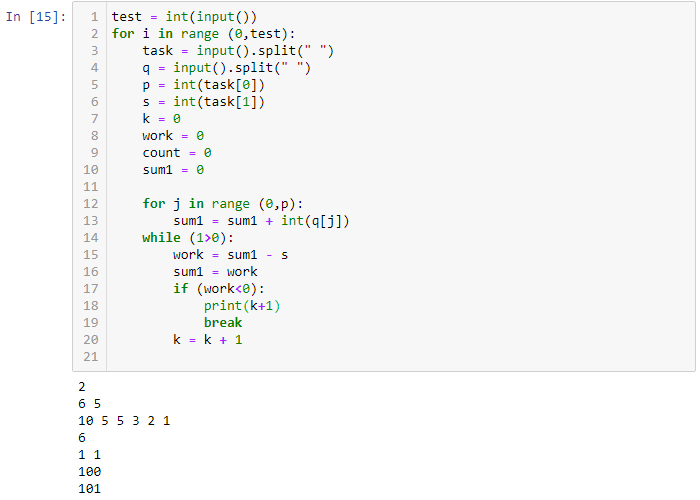 In [15]:
1 test = int(input())
2 for i in range (0,test):
3     task = input().split(" ")
4     q = input().split(" ")
5     p = int(task[0])
6     s = int(task[1])
7     k = 0
8     work = 0
9     count = 0
10     sum1 = 0
11
12     for j in range (0,p):
13         sum1 = sum1 + int(q[j])
14     while (1>0):
15         work = sum1 - s
16         sum1 = work
17         if (work<0):
18             print(k+1)
19             break
20         k = k + 1
21
2
6 5
10 5 5 3 2 1
6
1 1
100
101